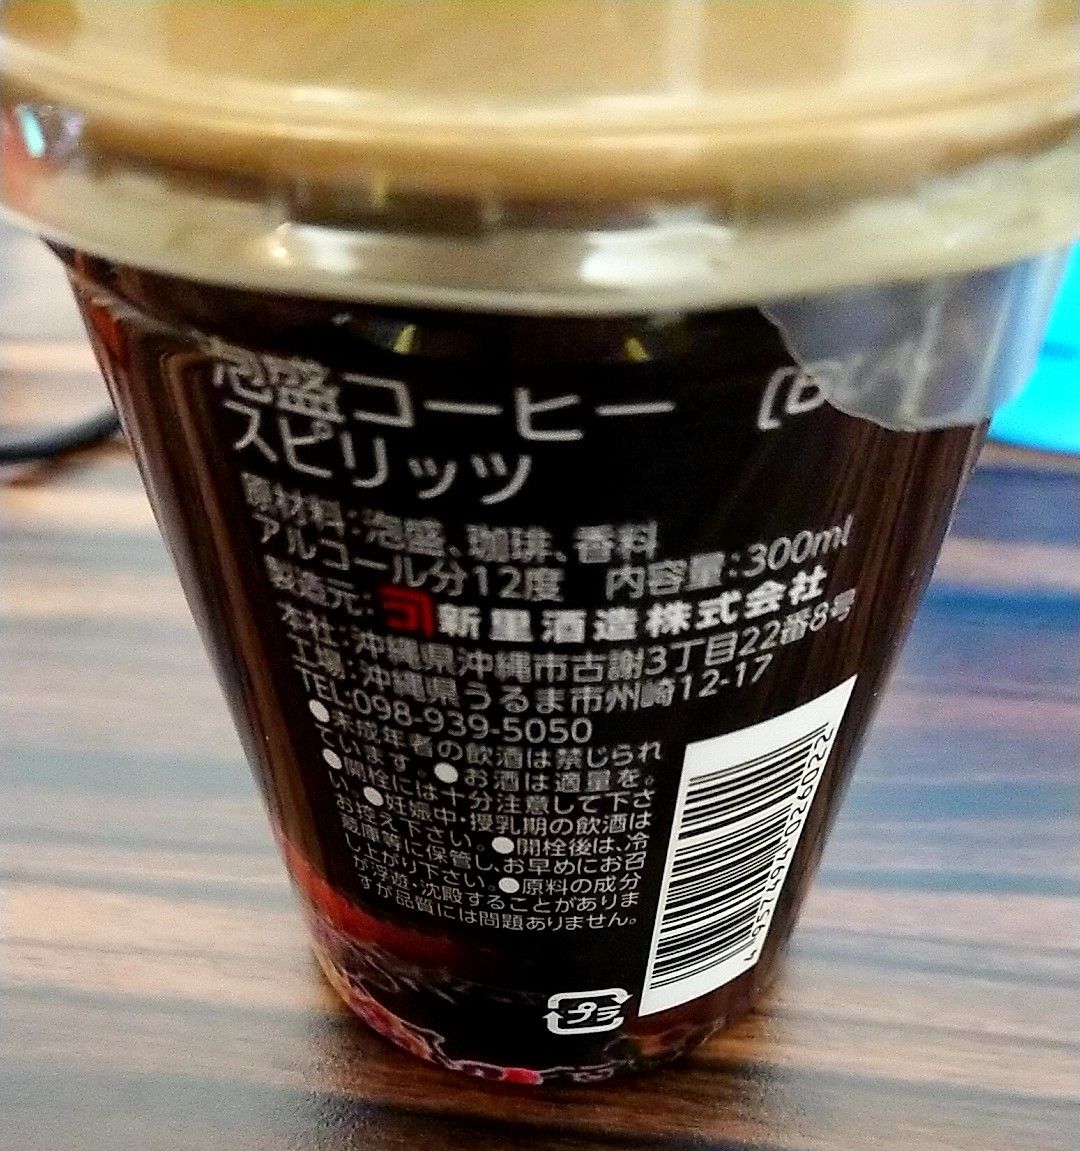 泡盛コーヒー [BLA
スピリッツ
原材料:泡盛、珈琲、香料
アルコール分12度 内容量:300ml
製造元: 新里酒造株式会社
本社:沖縄県沖縄市古謝3丁目22番8号
工場:沖縄県うるま市州崎12-17
TEL:098-939-5050
●未成年者の飲酒は禁じられ
ています。●お酒は適量を。
●開栓には十分注意して下さ
い。●妊娠中・授乳期の飲酒は
お控え下さい。●開栓後は、冷
蔵庫等に保管し、お早めにお召
し上がり下さい。●原料の成分
が浮遊、沈殿することがありま
すが品質には問題ありません。
プラ